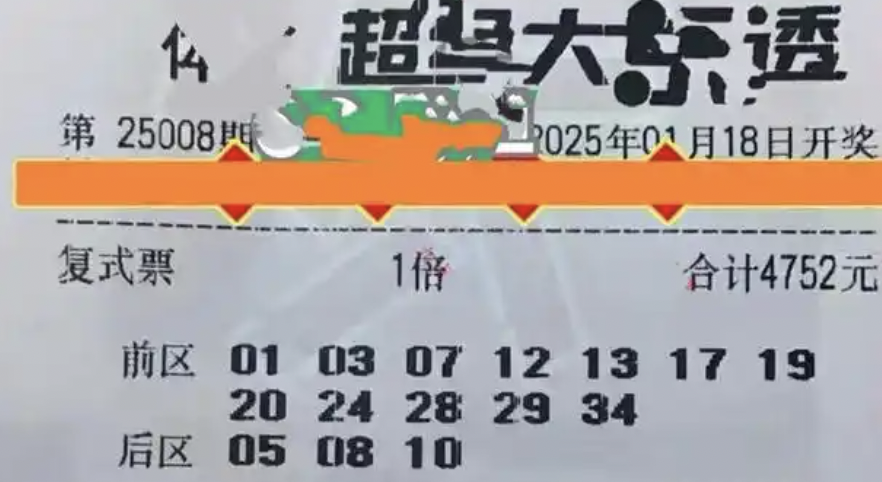 体 超级大乐透
第 25008期 2025年01月18日开奖
复式票 1倍 合计4752元
前区 01 03 07 12 13 17 19
20 24 28 29 34
后区 05 08 10